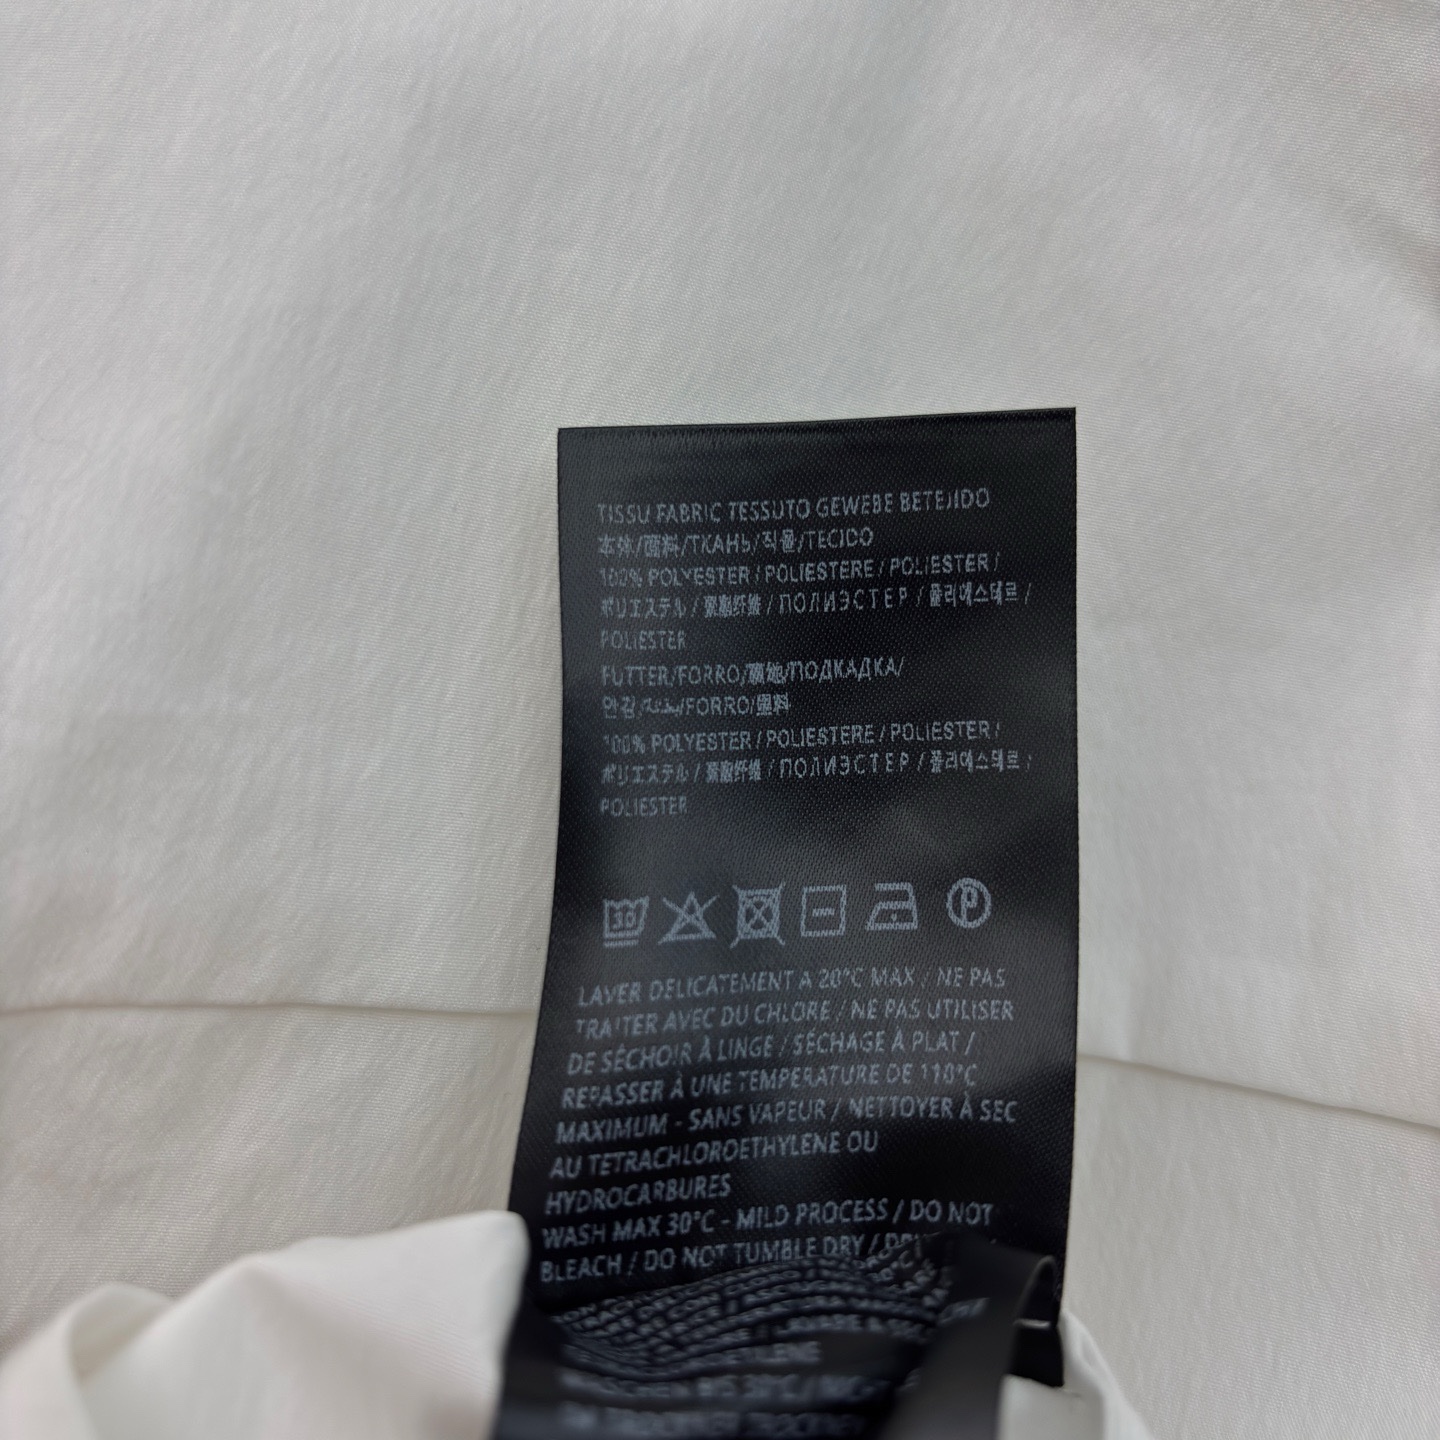 TISSU FABRIC TESSUTO GEWEBE BETEJIDO
本体/面料/ТКАНЬ/직물/TECIDO
100% POLYESTER / POLIESTERE / POLIESTER /
ポリエステル / 聚酯纤维 / ПОЛИЭСТЕР / 폴리에스테르 /
POLIESTER
FUTTER/FORRO/裏地/ПОДКАДКА/
안감/FORRO/里料
100% POLYESTER / POLIESTERE / POLIESTER /
ポリエステル / 聚酯纤维 / ПОЛИЭСТЕР / 폴리에스테르 /
POLIESTER
30
P
LAVER DELICATEMENT A 20°C MAX / NE PAS
TRAITER AVEC DU CHLORE / NE PAS UTILISER
DE SÉCHOIR À LINGE / SÉCHAGE À PLAT /
REPASSER À UNE TEMPERATURE DE 110°C
MAXIMUM - SANS VAPEUR / NETTOYER À SEC
AU TETRACHLOROETHYLENE OU
HYDROCARBURES
WASH MAX 30°C - MILD PROCESS / DO NOT
BLEACH / DO NOT TUMBLE DRY /